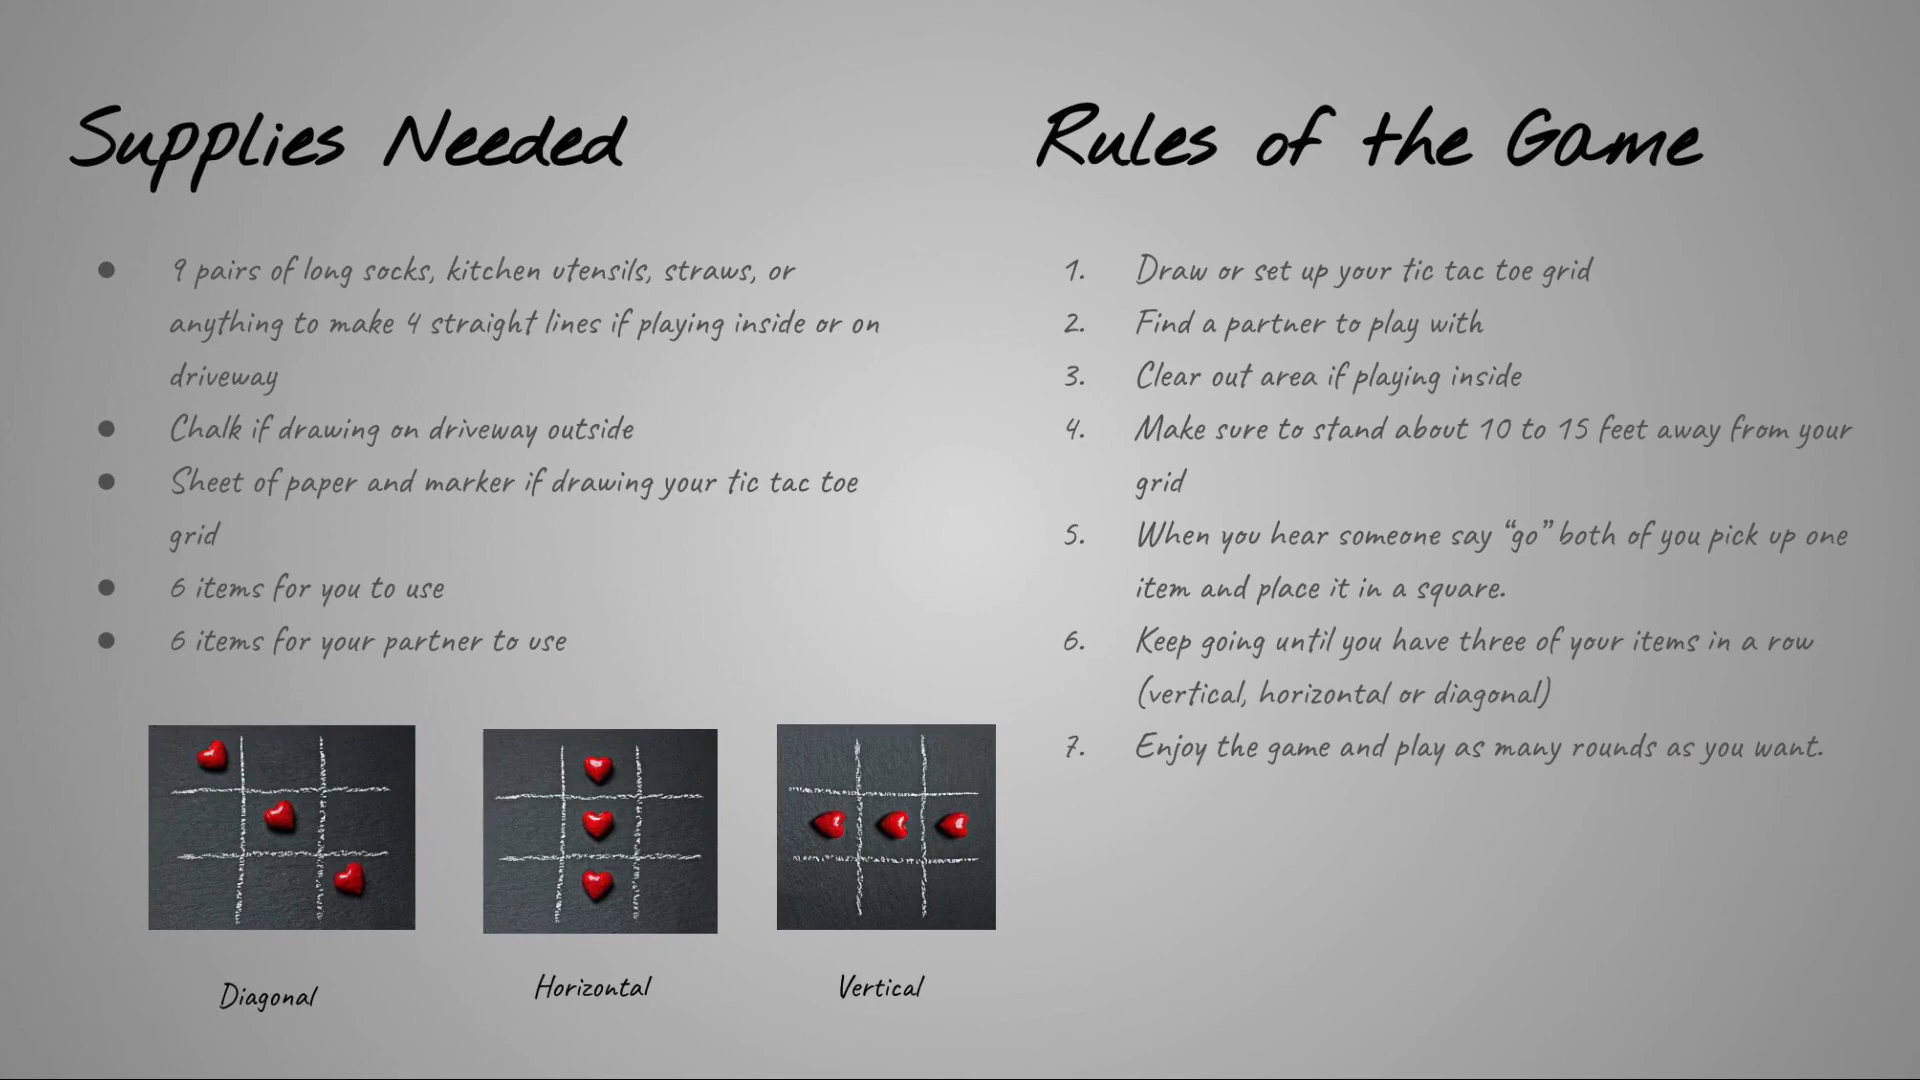 Supplies Needed
● 9 pairs of long socks, kitchen utensils, straws, or
anything to make 4 straight lines if playing inside or on
driveway
● Chalk if drawing on driveway outside
● Sheet of paper and marker if drawing your tic tac toe
grid
● 6 items for you to use
● 6 items for your partner to use
Diagonal
Horizontal
Vertical
Rules of the Game
1. Draw or set up your tic tac toe grid
2. Find a partner to play with
3. Clear out area if playing inside
4. Make sure to stand about 10 to 15 feet away from your
grid
5. When you hear someone say “go” both of you pick up one
item and place it in a square.
6. Keep going until you have three of your items in a row
(vertical, horizontal or diagonal)
7. Enjoy the game and play as many rounds as you want.